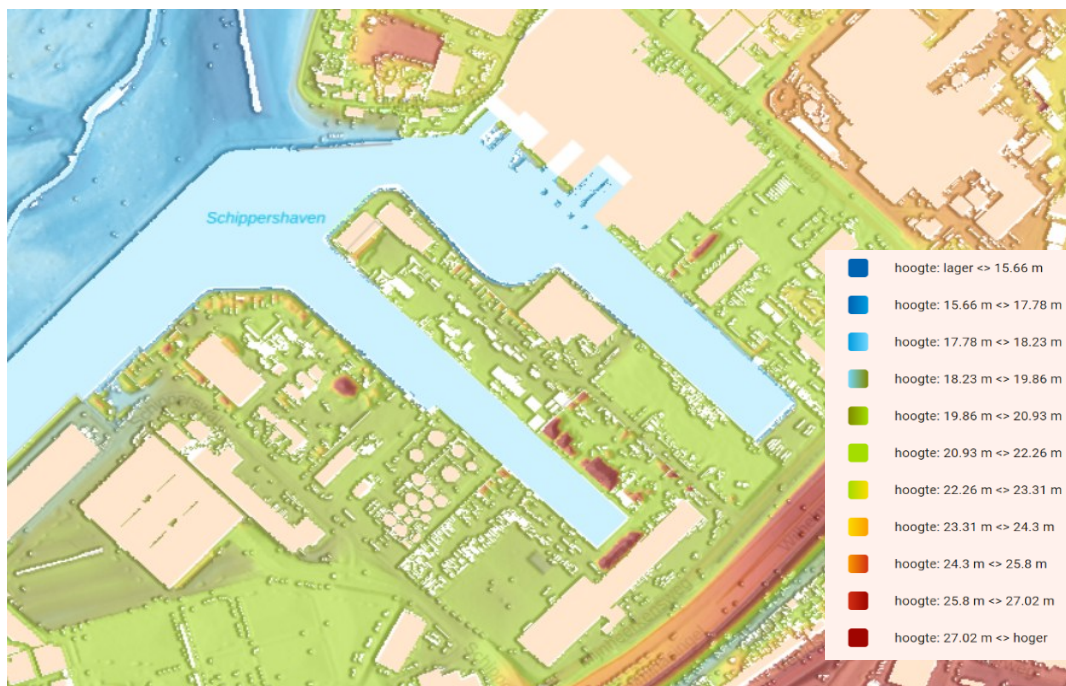 Schippershaven
hoogte: lager <> 15.66 m
hoogte: 15.66 m <> 17.78 m
hoogte: 17.78 m <> 18.23 m
hoogte: 18.23 m <> 19.86 m
hoogte: 19.86 m <> 20.93 m
hoogte: 20.93 m <> 22.26 m
hoogte: 22.26 m <> 23.31 m
hoogte: 23.31 m <> 24.3 m
hoogte: 24.3 m <> 25.8 m
hoogte: 25.8 m <> 27.02 m
hoogte: 27.02 m <> hoger